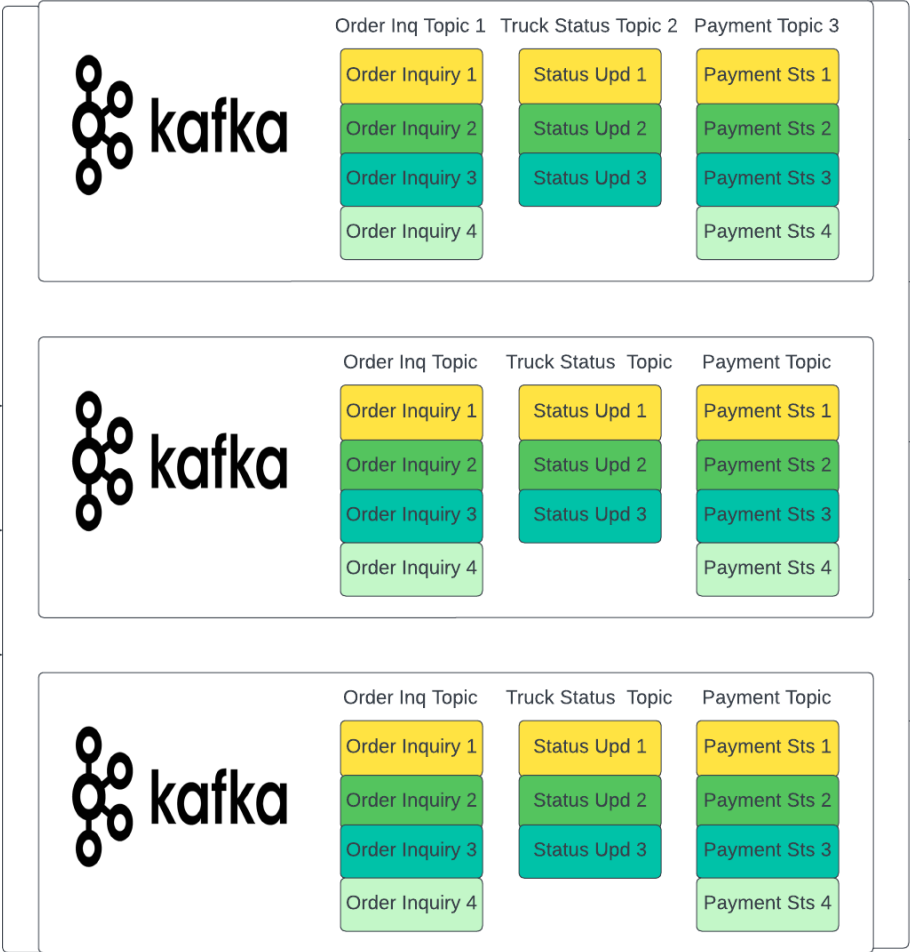 Order Inq Topic 1 Truck Status Topic 2 Payment Topic 3
kafka
Order Inquiry 1 Status Upd 1 Payment Sts 1
Order Inquiry 2 Status Upd 2 Payment Sts 2
Order Inquiry 3 Status Upd 3 Payment Sts 3
Order Inquiry 4 Payment Sts 4
Order Inq Topic Truck Status Topic Payment Topic
kafka
Order Inquiry 1 Status Upd 1 Payment Sts 1
Order Inquiry 2 Status Upd 2 Payment Sts 2
Order Inquiry 3 Status Upd 3 Payment Sts 3
Order Inquiry 4 Payment Sts 4
Order Inq Topic Truck Status Topic Payment Topic
kafka
Order Inquiry 1 Status Upd 1 Payment Sts 1
Order Inquiry 2 Status Upd 2 Payment Sts 2
Order Inquiry 3 Status Upd 3 Payment Sts 3
Order Inquiry 4 Payment Sts 4